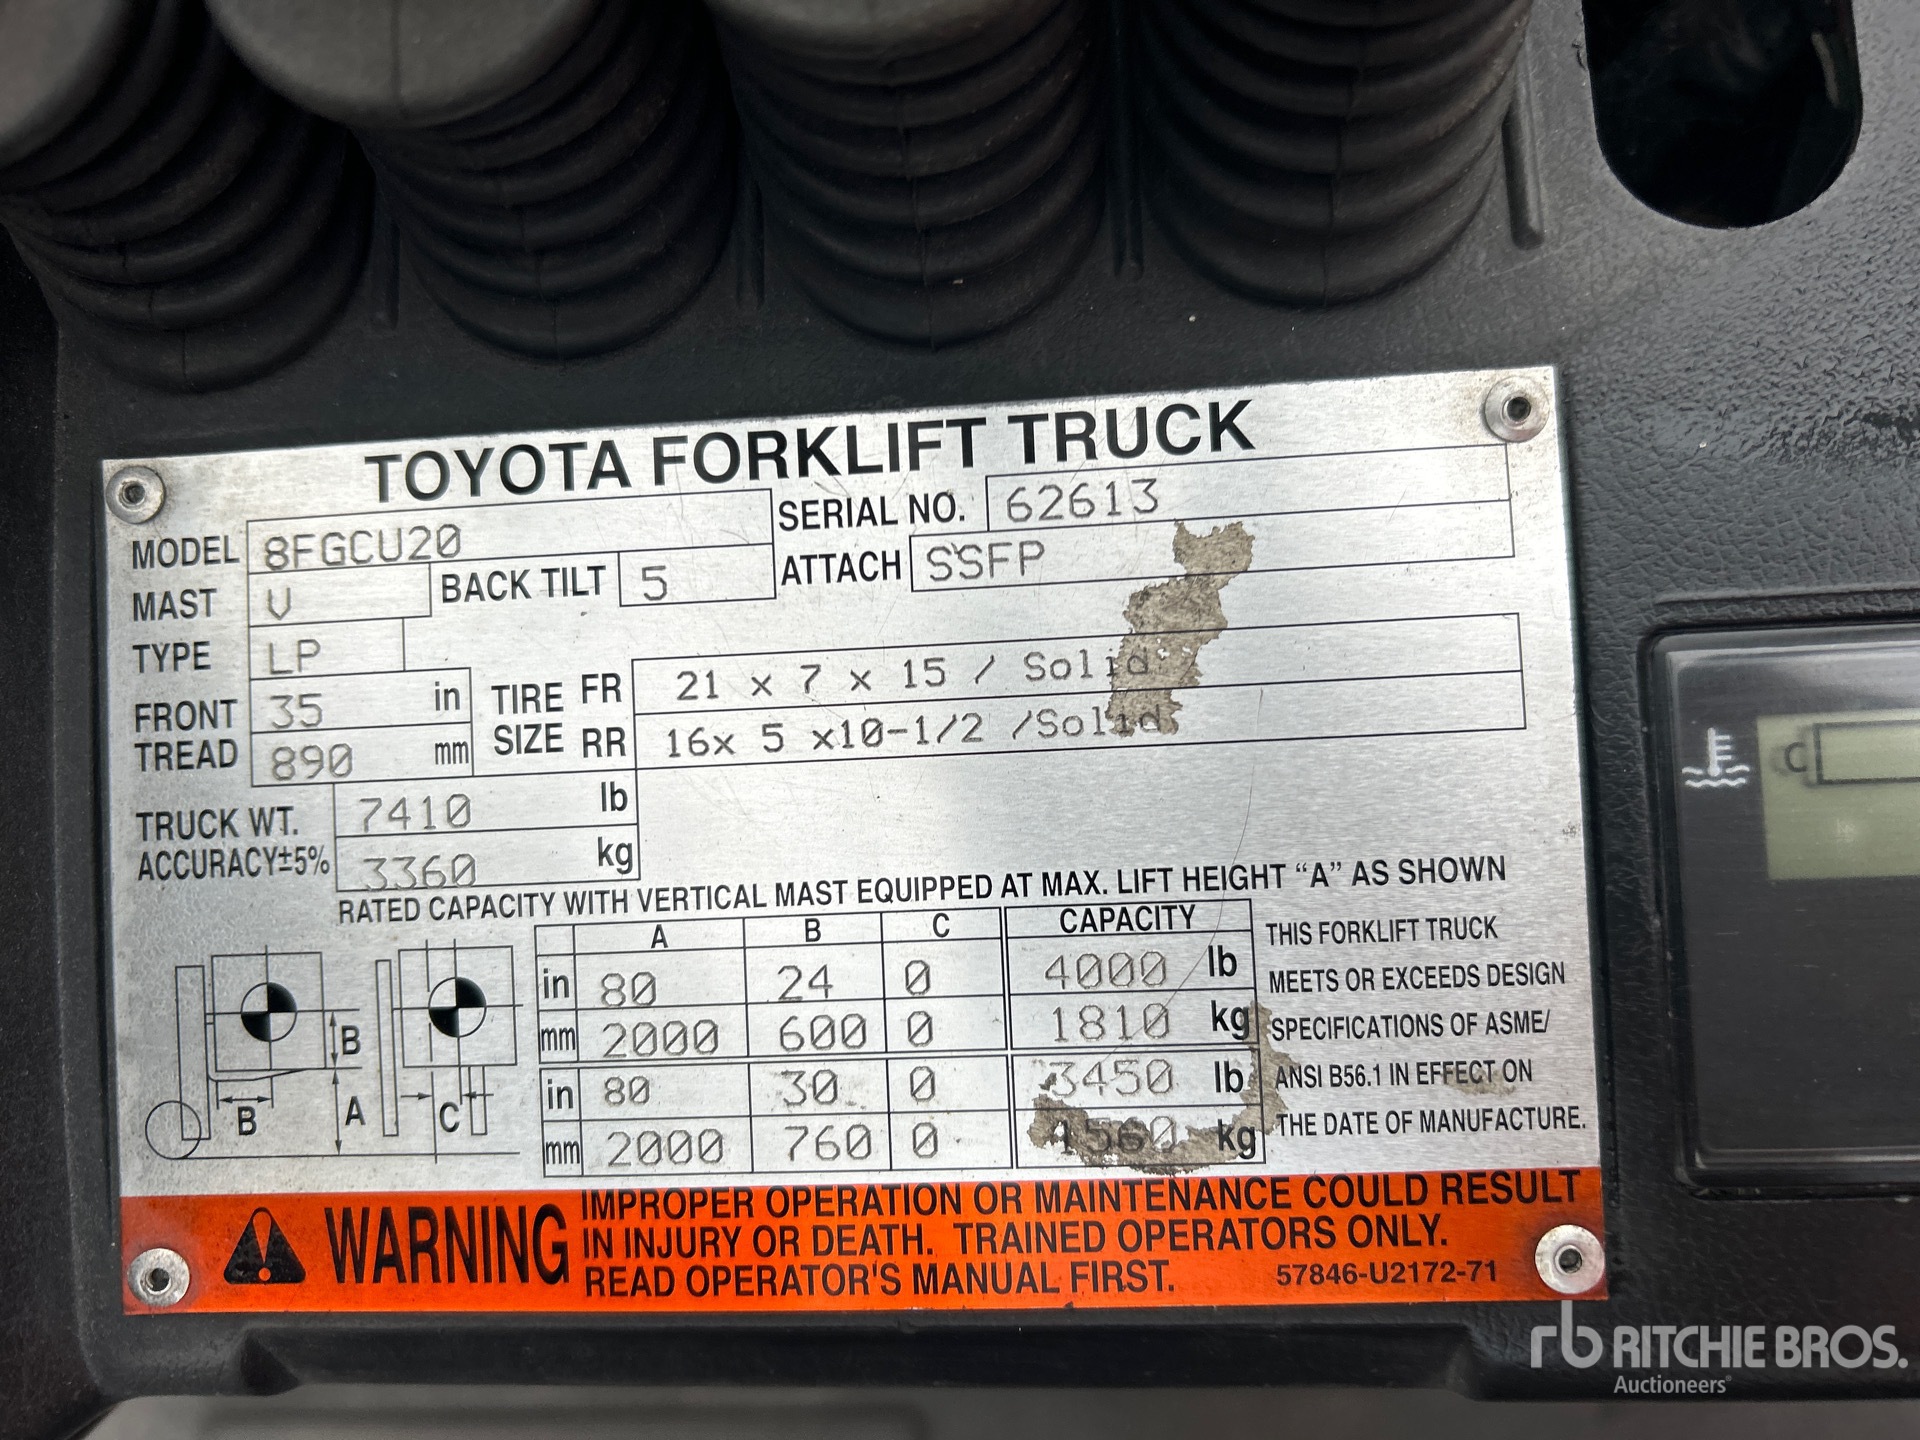 TOYOTA FORKLIFT TRUCK
MODEL 8FGCU20 SERIAL NO. 62613
MAST V BACK TILT 5 ATTACH SSFP
TYPE LP
FRONT TREAD 35 in
890 mm
TIRE SIZE FR 21 x 7 x 15 / Solid
RR 16x 5 x10-1/2 /Solid
TRUCK WT. 7410 lb
ACCURACY±5% 3360 kg
RATED CAPACITY WITH VERTICAL MAST EQUIPPED AT MAX. LIFT HEIGHT “A” AS SHOWN
A B C CAPACITY
in 80 24 0 4000 lb
mm 2000 600 0 1810 kg
in 80 30 0 3450 lb
mm 2000 760 0 1560 kg
B
B A C
THIS FORKLIFT TRUCK
MEETS OR EXCEEDS DESIGN
SPECIFICATIONS OF ASME/
ANSI B56.1 IN EFFECT ON
THE DATE OF MANUFACTURE.
WARNING
IMPROPER OPERATION OR MAINTENANCE COULD RESULT
IN INJURY OR DEATH. TRAINED OPERATORS ONLY.
READ OPERATOR'S MANUAL FIRST. 57846-U2172-71
C
rb RITCHIE BROS.
Auctioneers